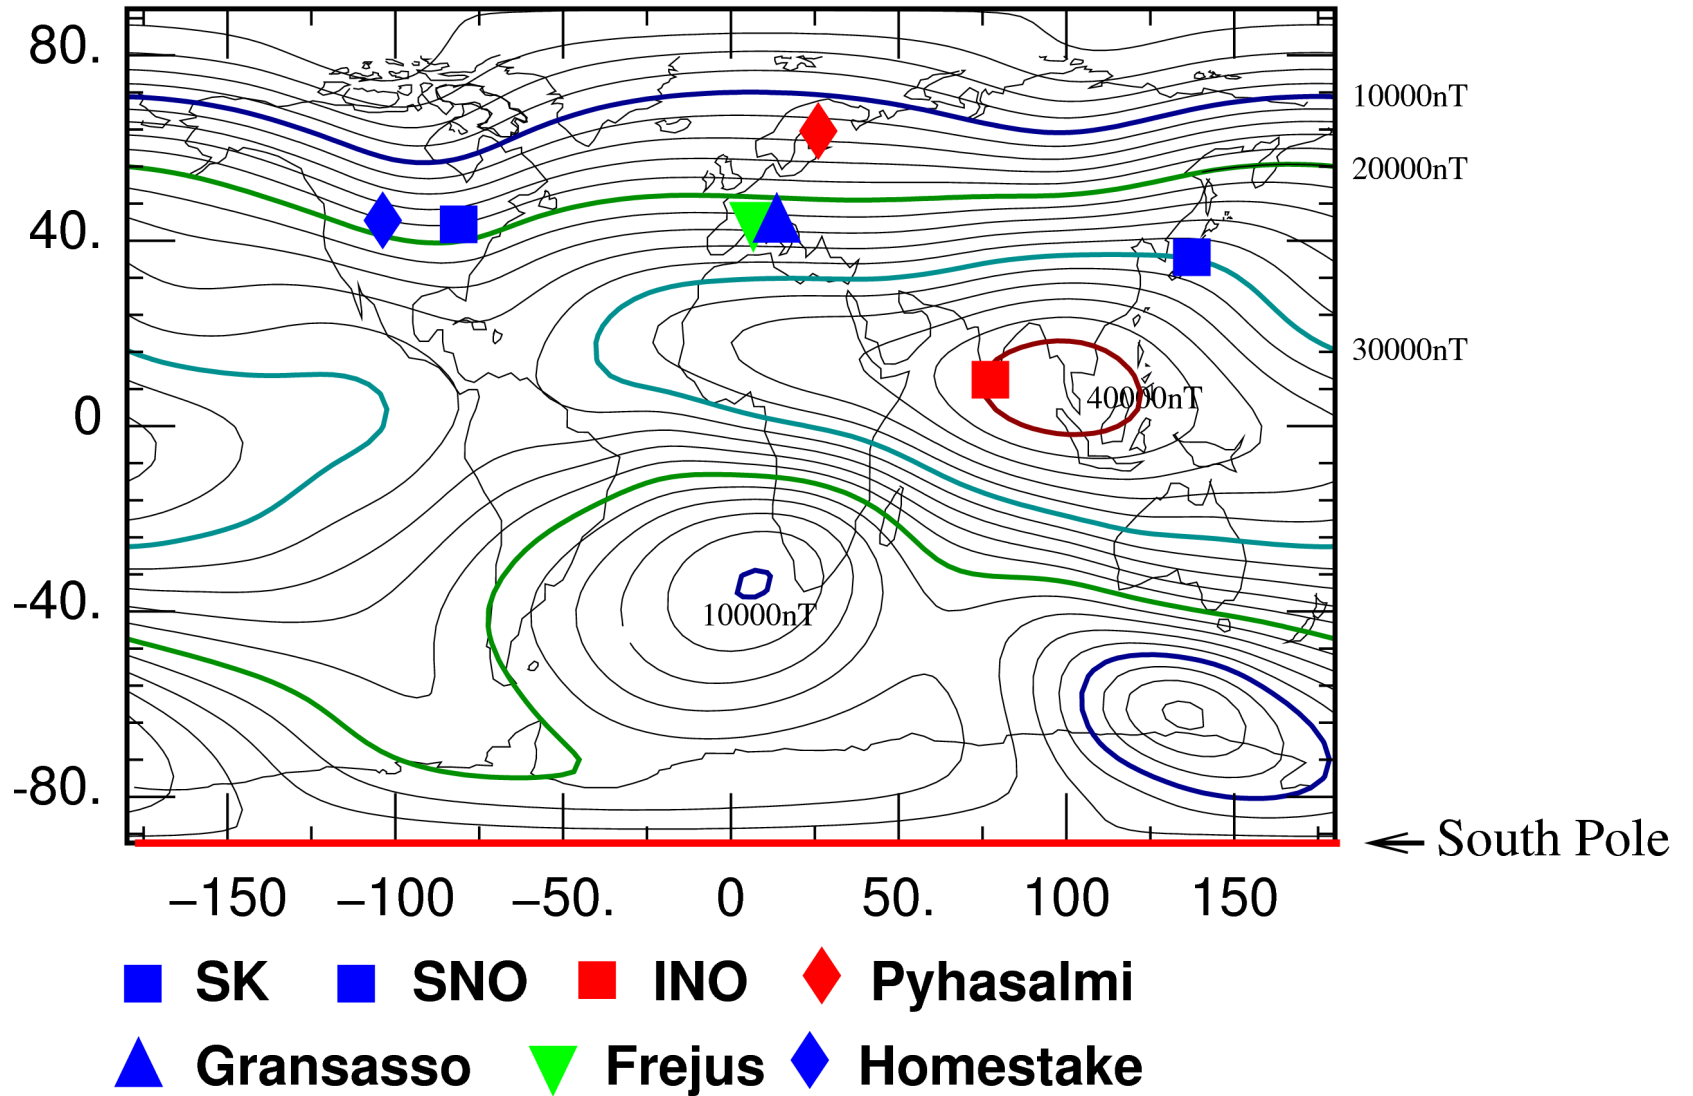 80.
10000nT
20000nT
40.
30000nT
0
40000nT
-40.
10000nT
-80.
South Pole
−150 −100 −50. 0 50. 100 150
SK SNO INO Pyhasalmi
Gransasso Frejus Homestake